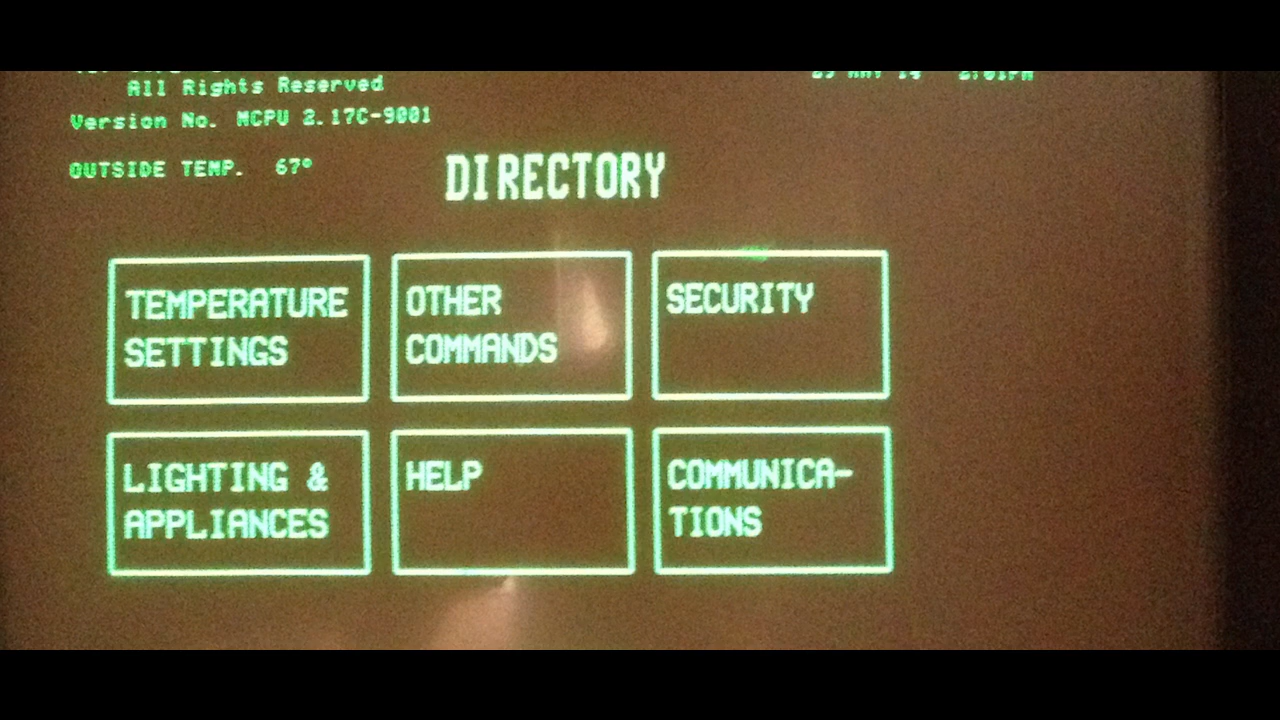 All Rights Reserved
Version No. MCPU 2.17C-9001
OUTSIDE TEMP. 67°
DIRECTORY
TEMPERATURE
SETTINGS
OTHER
COMMANDS
SECURITY
LIGHTING &
APPLIANCES
HELP
COMMUNICA-
TIONS